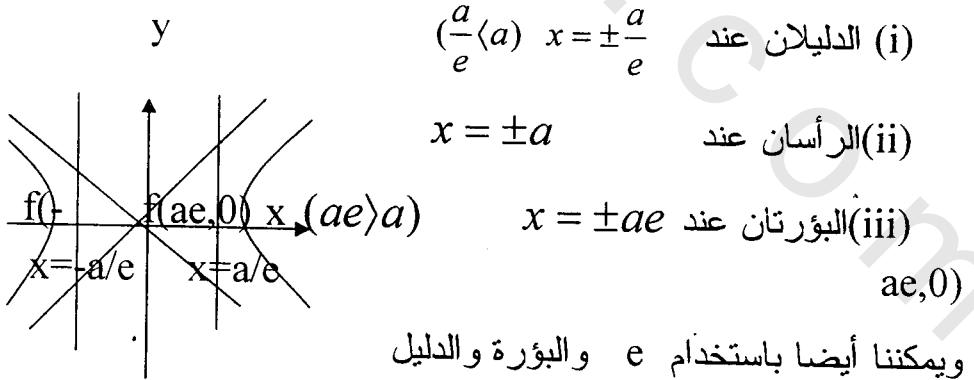 y
(i) الدليلان عند x = ±a/e (a/e⟨a)
(ii)الرأسان عند x = ±a
(iii)البؤرتان عند x = ±ae (ae⟩a)
f(-
f(ae,0) x
x=-a/e x=a/e
ae,0)
ويمكننا أيضا باستخدام e والبؤرة والدليل
com